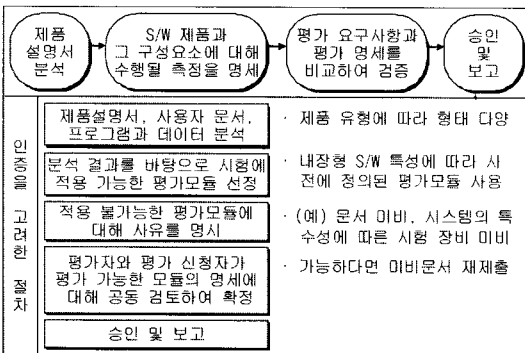 제품
설명서
분석
S/W 제품과
그 구성요소에 대해
수행될 측정을 명세
평가 요구사항과
평가 명세를
비교하여 검증
승인
및
보고
인증을 고려한 절차
제품설명서, 사용자 문서,
프로그램과 데이터 분석
· 제품 유형에 따라 형태 다양
분석 결과를 바탕으로 시험에
적용 가능한 평가모듈 선정
· 내장형 S/W 특성에 따라 사
전에 정의된 평가모듈 사용
적용 불가능한 평가모듈에
대해 사유를 명시
· (예) 문서 미비, 시스템의 특
수성에 따른 시험 장비 미비
평가자와 평가 신청자가
평가 가능한 모듈의 명세에
대해 공동 검토하여 확정
· 가능하다면 미비문서 재제출
승인 및 보고